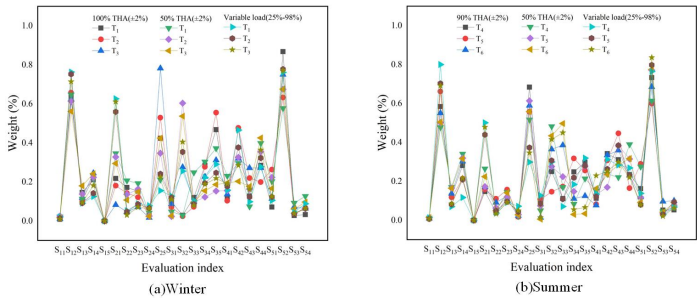 100% THA(±2%) 50% THA(±2%) Variable load(25%-98%)
T₁ T₁ T₁
T₂ T₂ T₂
T₃ T₃ T₃
Weight (%)
1.0
0.8
0.6
0.4
0.2
0.0
S₁₁ S₁₂ S₁₃ S₁₄ S₁₅ S₂₁ S₂₂ S₂₃ S₂₄ S₂₅ S₃₁ S₃₂ S₃₃ S₃₄ S₃₅ S₄₁ S₄₂ S₄₃ S₄₄ S₅₁ S₅₂ S₅₃ S₅₄
Evaluation index
(a)Winter
90% THA(±2%) 50% THA(±2%) Variable load(25%-98%)
T₄ T₄ T₄
T₅ T₅ T₅
T₆ T₆ T₆
Weight (%)
1.0
0.8
0.6
0.4
0.2
0.0
S₁₁ S₁₂ S₁₃ S₁₄ S₁₅ S₂₁ S₂₂ S₂₃ S₂₄ S₂₅ S₃₁ S₃₂ S₃₃ S₃₄ S₃₅ S₄₁ S₄₂ S₄₃ S₄₄ S₅₁ S₅₂ S₅₃ S₅₄
Evaluation index
(b)Summer